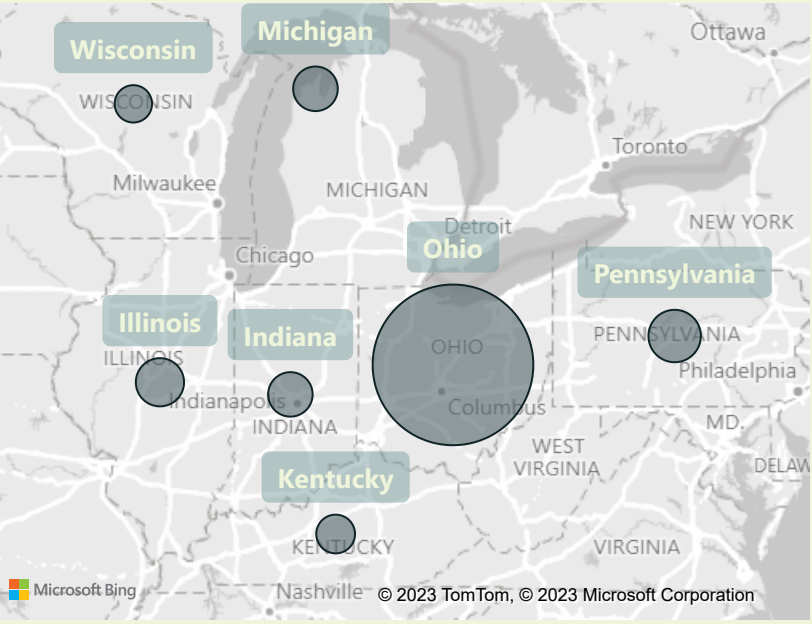 Michigan
Ottawa
Wisconsin
WISCONSIN
Toronto
Milwaukee
MICHIGAN
NEW YORK
Detroit
Ohio
Chicago
Pennsylvania
Illinois
Indiana
PENNSYLVANIA
OHIO
ILLINOIS
Philadelphia
Indianapolis
Columbus
INDIANA
MD.
WEST
VIRGINIA
DELAW
Kentucky
KENTUCKY
VIRGINIA
Microsoft Bing
Nashville
© 2023 TomTom, © 2023 Microsoft Corporation